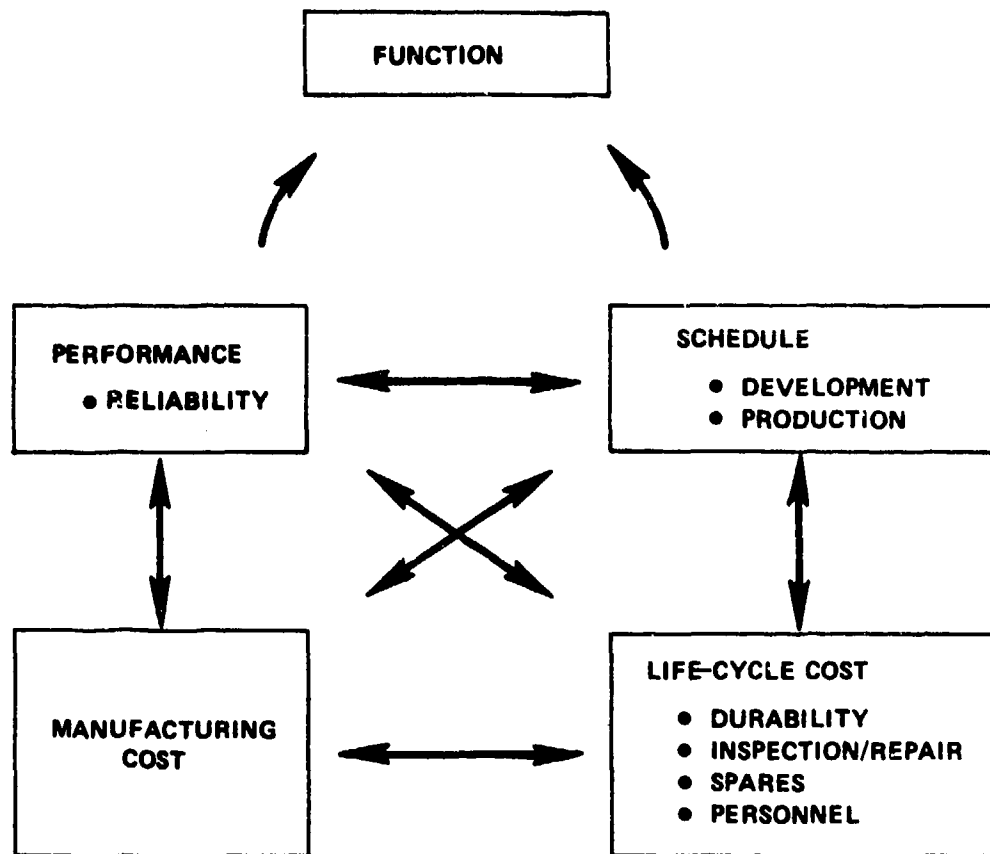 FUNCTION
PERFORMANCE
• RELIABILITY
SCHEDULE
• DEVELOPMENT
• PRODUCTION
MANUFACTURING
COST
LIFE-CYCLE COST
• DURABILITY
• INSPECTION/REPAIR
• SPARES
• PERSONNEL